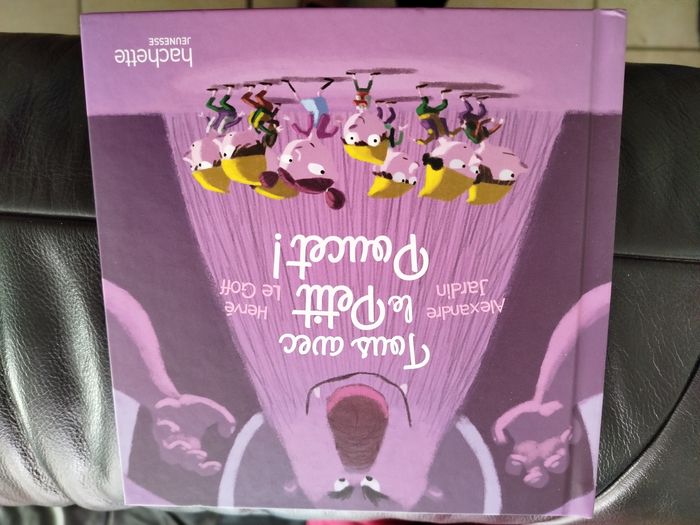 Tous avec
le Petit
Poucet !
Alexandre
Jardin
Hervé
Le Goff
hachette
JEUNESSE